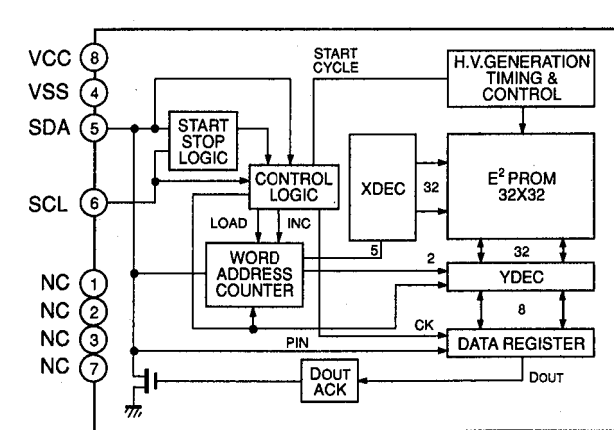 VCC 8
VSS 4
SDA 5
SCL 6
NC 1
NC 2
NC 3
NC 7
START
CYCLE
H.V.GENERATION
TIMING &
CONTROL
START
STOP
LOGIC
CONTROL
LOGIC
XDEC
32
E² PROM
32X32
LOAD
INC
WORD
ADDRESS
COUNTER
5
2
32
YDEC
8
CK
PIN
DATA REGISTER
DOUT
ACK
DOUT